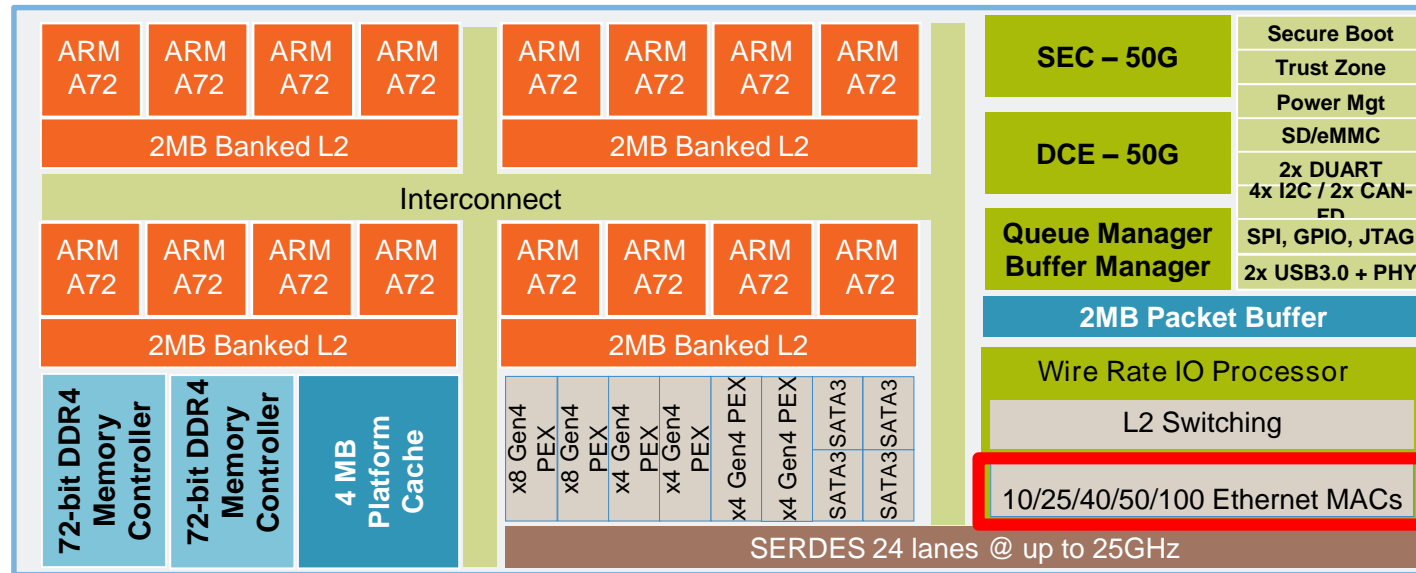 ARM
A72
ARM
A72
ARM
A72
ARM
A72
2MB Banked L2
ARM
A72
ARM
A72
ARM
A72
ARM
A72
2MB Banked L2
Interconnect
ARM
A72
ARM
A72
ARM
A72
ARM
A72
2MB Banked L2
ARM
A72
ARM
A72
ARM
A72
ARM
A72
2MB Banked L2
72-bit DDR4
Memory
Controller
72-bit DDR4
Memory
Controller
4 MB
Platform
Cache
x8 Gen4
PEX
x8 Gen4
PEX
x4 Gen4
PEX
x4 Gen4
PEX
x4 Gen4 PEX
x4 Gen4 PEX
SATA3
SATA3
SATA3
SATA3
SERDES 24 lanes @ up to 25GHz
SEC – 50G
DCE – 50G
Queue Manager
Buffer Manager
Secure Boot
Trust Zone
Power Mgt
SD/eMMC
2x DUART
4x I2C / 2x CAN-
FD
SPI, GPIO, JTAG
2x USB3.0 + PHY
2MB Packet Buffer
Wire Rate IO Processor
L2 Switching
10/25/40/50/100 Ethernet MACs